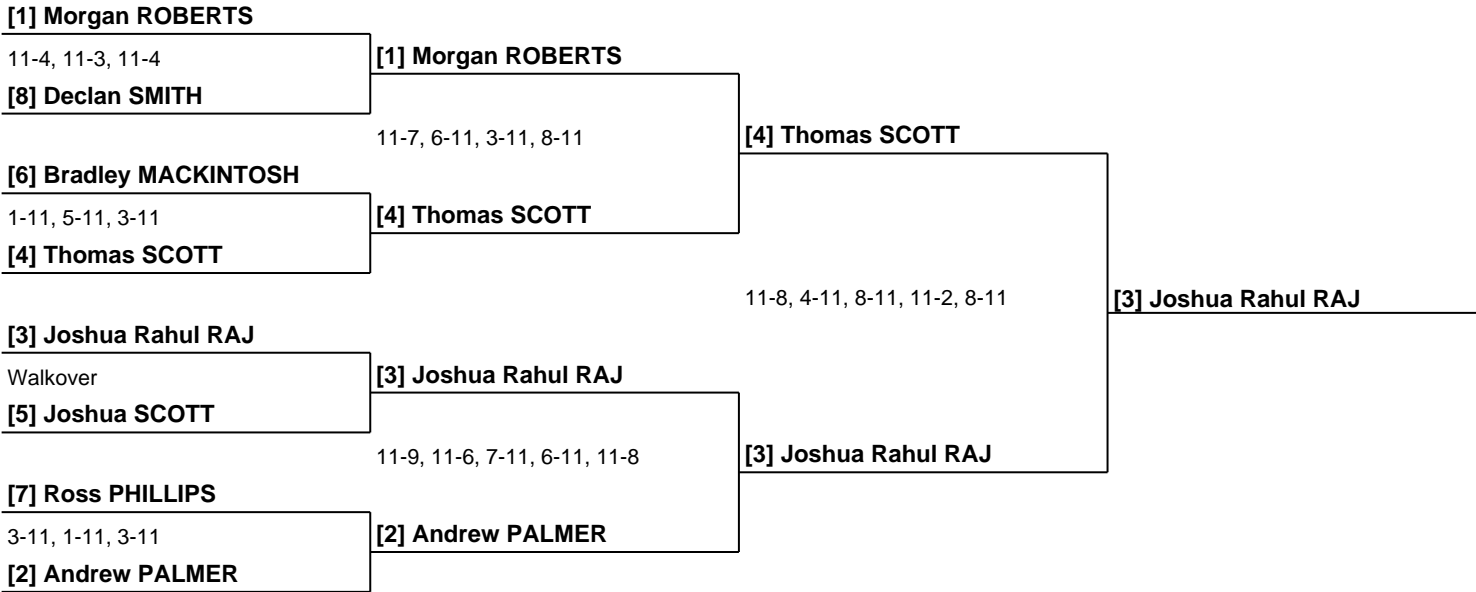 [1] Morgan ROBERTS
11-4, 11-3, 11-4
[8] Declan SMITH
[6] Bradley MACKINTOSH
1-11, 5-11, 3-11
[4] Thomas SCOTT
[3] Joshua Rahul RAJ
Walkover
[5] Joshua SCOTT
[7] Ross PHILLIPS
3-11, 1-11, 3-11
[2] Andrew PALMER
[1] Morgan ROBERTS
11-7, 6-11, 3-11, 8-11
[4] Thomas SCOTT
[3] Joshua Rahul RAJ
11-9, 11-6, 7-11, 6-11, 11-8
[2] Andrew PALMER
[4] Thomas SCOTT
11-8, 4-11, 8-11, 11-2, 8-11
[3] Joshua Rahul RAJ
[3] Joshua Rahul RAJ